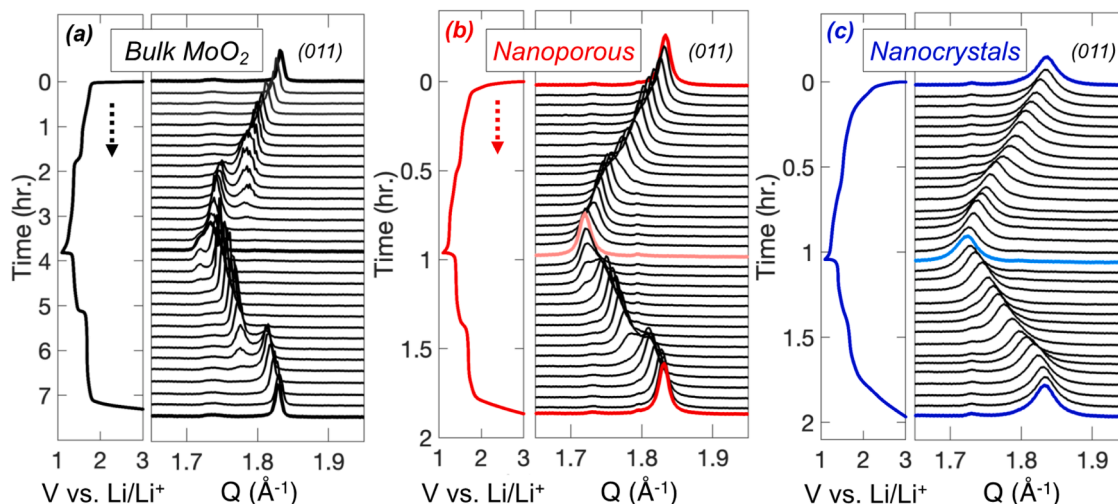 (a)
Bulk MoO₂
(011)
Time (hr.)
0
1
2
3
4
5
6
7
1 2 3
1.7 1.8 1.9
V vs. Li/Li⁺
Q (Å⁻¹)
(b)
Nanoporous
(011)
Time (hr.)
0
0.5
1
1.5
2
1 2 3
1.7 1.8 1.9
V vs. Li/Li⁺
Q (Å⁻¹)
(c)
Nanocrystals
(011)
Time (hr.)
0
0.5
1.0
1.5
2
1 2 3
1.7 1.8 1.9
V vs. Li/Li⁺
Q (Å⁻¹)